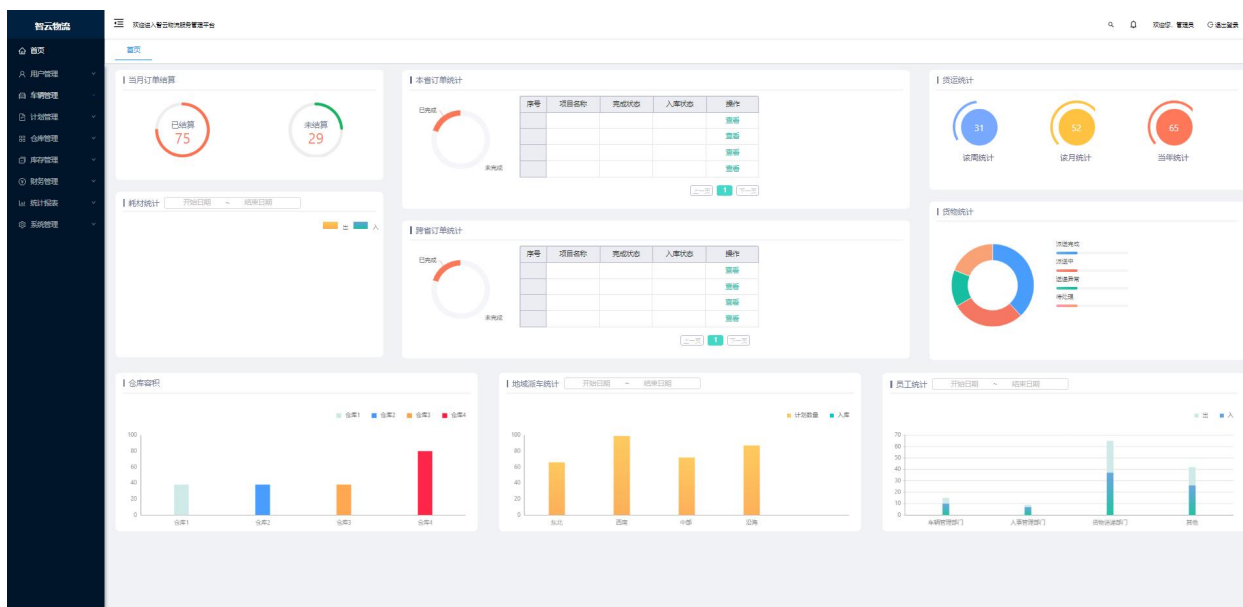 智云物流
欢迎进入智云物流服务管理平台
欢迎您，管理员 退出登录
首页
用户管理
车辆管理
计划管理
仓库管理
库存管理
财务管理
统计报表
系统管理
首页
当月订单结算
已结算
75
未结算
29
耗材统计 开始日期 ~ 结束日期
出 入
本省订单统计
已完成
未完成
序号 项目名称 完成状态 入库状态 操作
查看
查看
查看
查看
上一页 1 下一页
跨省订单统计
已完成
未完成
序号 项目名称 完成状态 入库状态 操作
查看
查看
查看
查看
上一页 1 下一页
货运统计
31 52 65
该周统计 该月统计 当年统计
货物统计
派送完成
派送中
派送异常
待处理
仓库容积
仓库1 仓库2 仓库3 仓库4
100
80
60
40
20
0
仓库1 仓库2 仓库3 仓库4
地域派车统计 开始日期 ~ 结束日期
计划数量 入库
100
80
60
40
20
0
东北 西南 中部 沿海
员工统计 开始日期 ~ 结束日期
出 入
70
60
50
40
30
20
10
0
车辆管理部门 人事管理部门 货物派送部门 其他